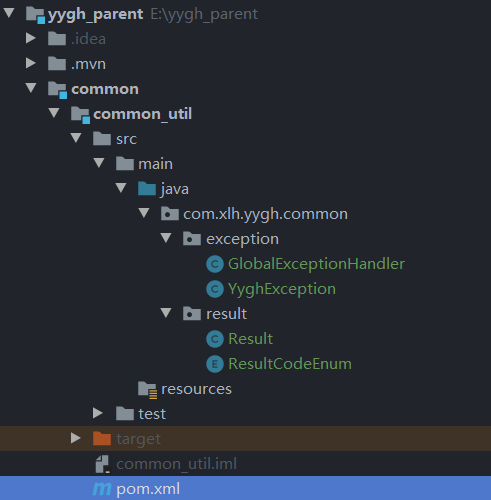 yygh_parent E:\yygh_parent
.idea
.mvn
common
common_util
src
main
java
com.xlh.yygh.common
exception
GlobalExceptionHandler
YyghException
result
Result
ResultCodeEnum
resources
test
target
common_util.iml
pom.xml